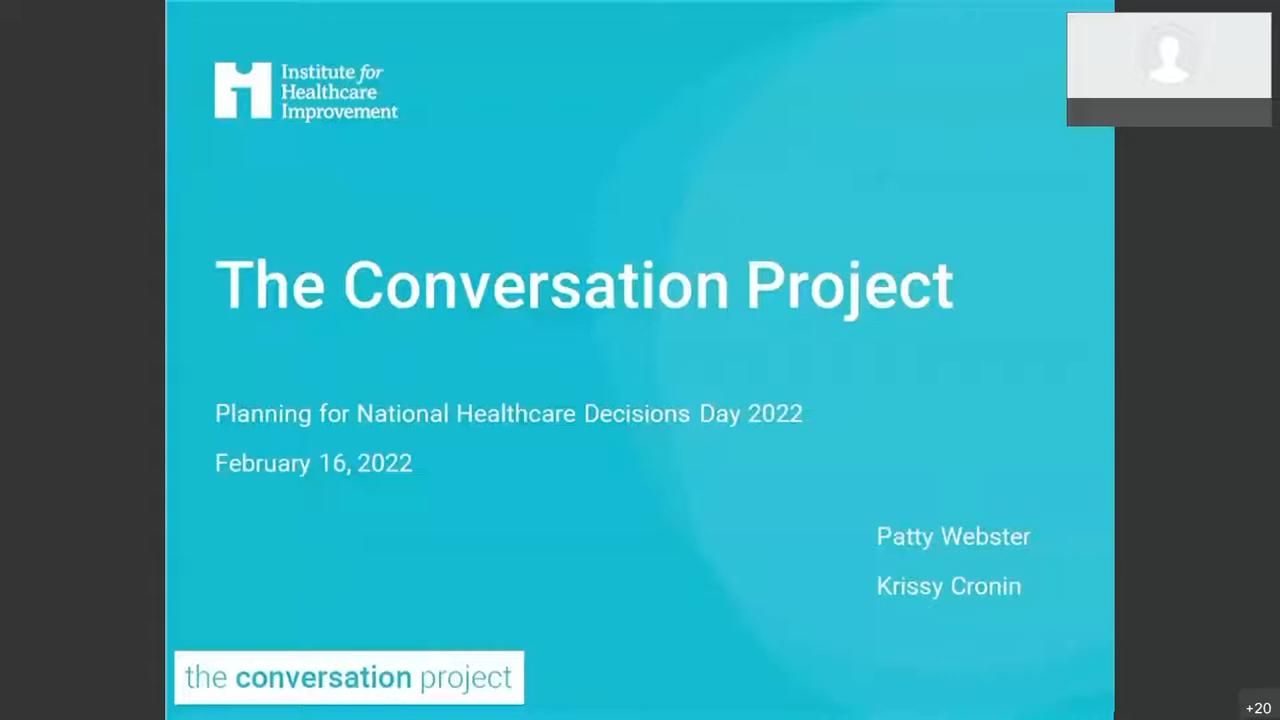 Institute for
Healthcare
Improvement
The Conversation Project
Planning for National Healthcare Decisions Day 2022
February 16, 2022
Patty Webster
Krissy Cronin
the conversation project
+20